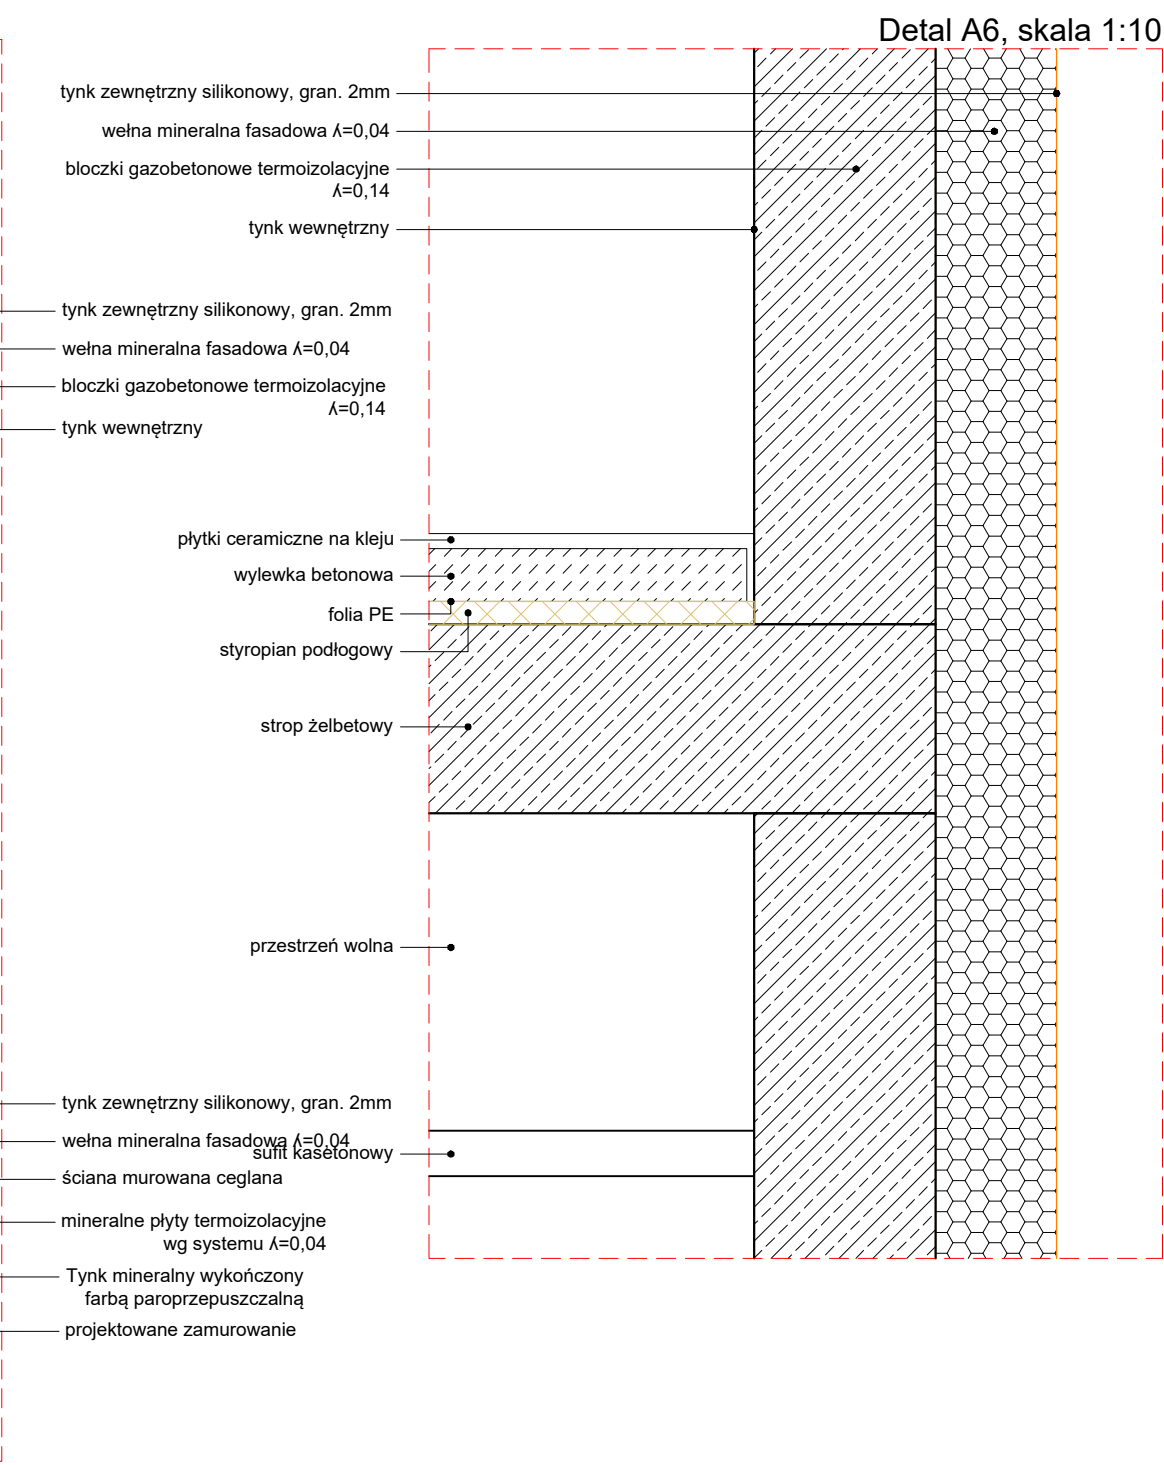 Detal A6, skala 1:10
tynk zewnętrzny silikonowy, gran. 2mm
wełna mineralna fasadowa ʎ=0,04
bloczki gazobetonowe termoizolacyjne
ʎ=0,14
tynk wewnętrzny
tynk zewnętrzny silikonowy, gran. 2mm
wełna mineralna fasadowa ʎ=0,04
bloczki gazobetonowe termoizolacyjne
ʎ=0,14
tynk wewnętrzny
płytki ceramiczne na kleju
wylewka betonowa
folia PE
styropian podłogowy
strop żelbetowy
przestrzeń wolna
tynk zewnętrzny silikonowy, gran. 2mm
wełna mineralna fasadowa ʎ=0,04
sufit kasetonowy
ściana murowana ceglana
mineralne płyty termoizolacyjne
wg systemu ʎ=0,04
Tynk mineralny wykończony
farbą paroprzepuszczalną
projektowane zamurowanie